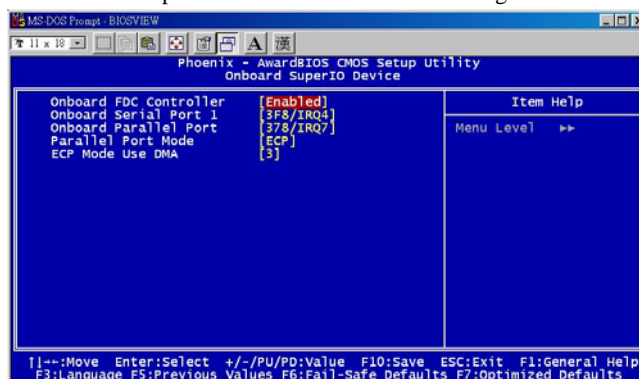 MS-DOS Prompt - BIOSVIEW
11 x 18 A 漢
Phoenix - AwardBIOS CMOS Setup Utility
Onboard SuperIO Device
Onboard FDC Controller [Enabled]
Onboard Serial Port 1 [3F8/IRQ4]
Onboard Parallel Port [378/IRQ7]
Parallel Port Mode [ECP]
ECP Mode Use DMA [3]
Item Help
Menu Level ▸▸
:Move Enter:Select +/-/PU/PD:Value F10:Save ESC:Exit F1:General Help
F3:Language F5:Previous Values F6:Fail-Safe Defaults F7:Optimized Defaults